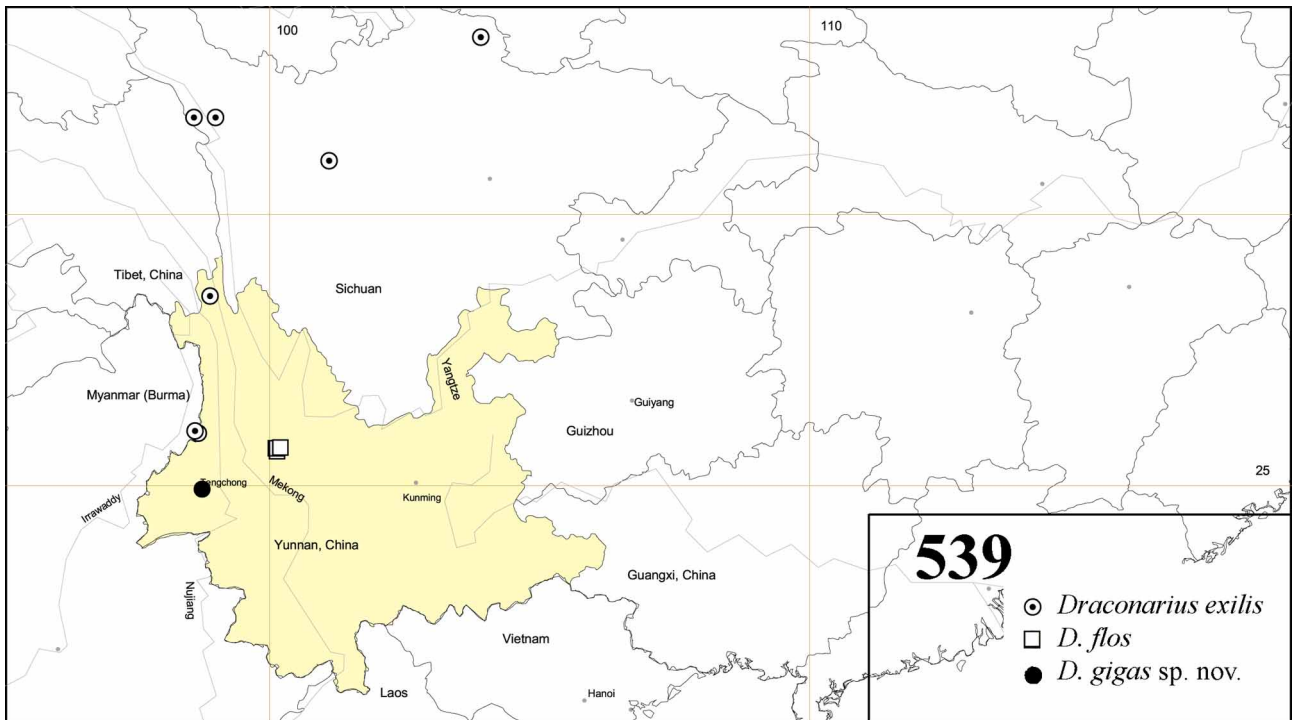 100
110
Tibet, China
Sichuan
Yangtze
Myanmar (Burma)
Guiyang
Guizhou
25
Tengchong
Mekong
Kunming
Irrawaddy
Yunnan, China
539
Guangxi, China
Nujiang
Draconarius exilis
Vietnam
D. flos
D. gigas sp. nov.
Laos
Hanoi